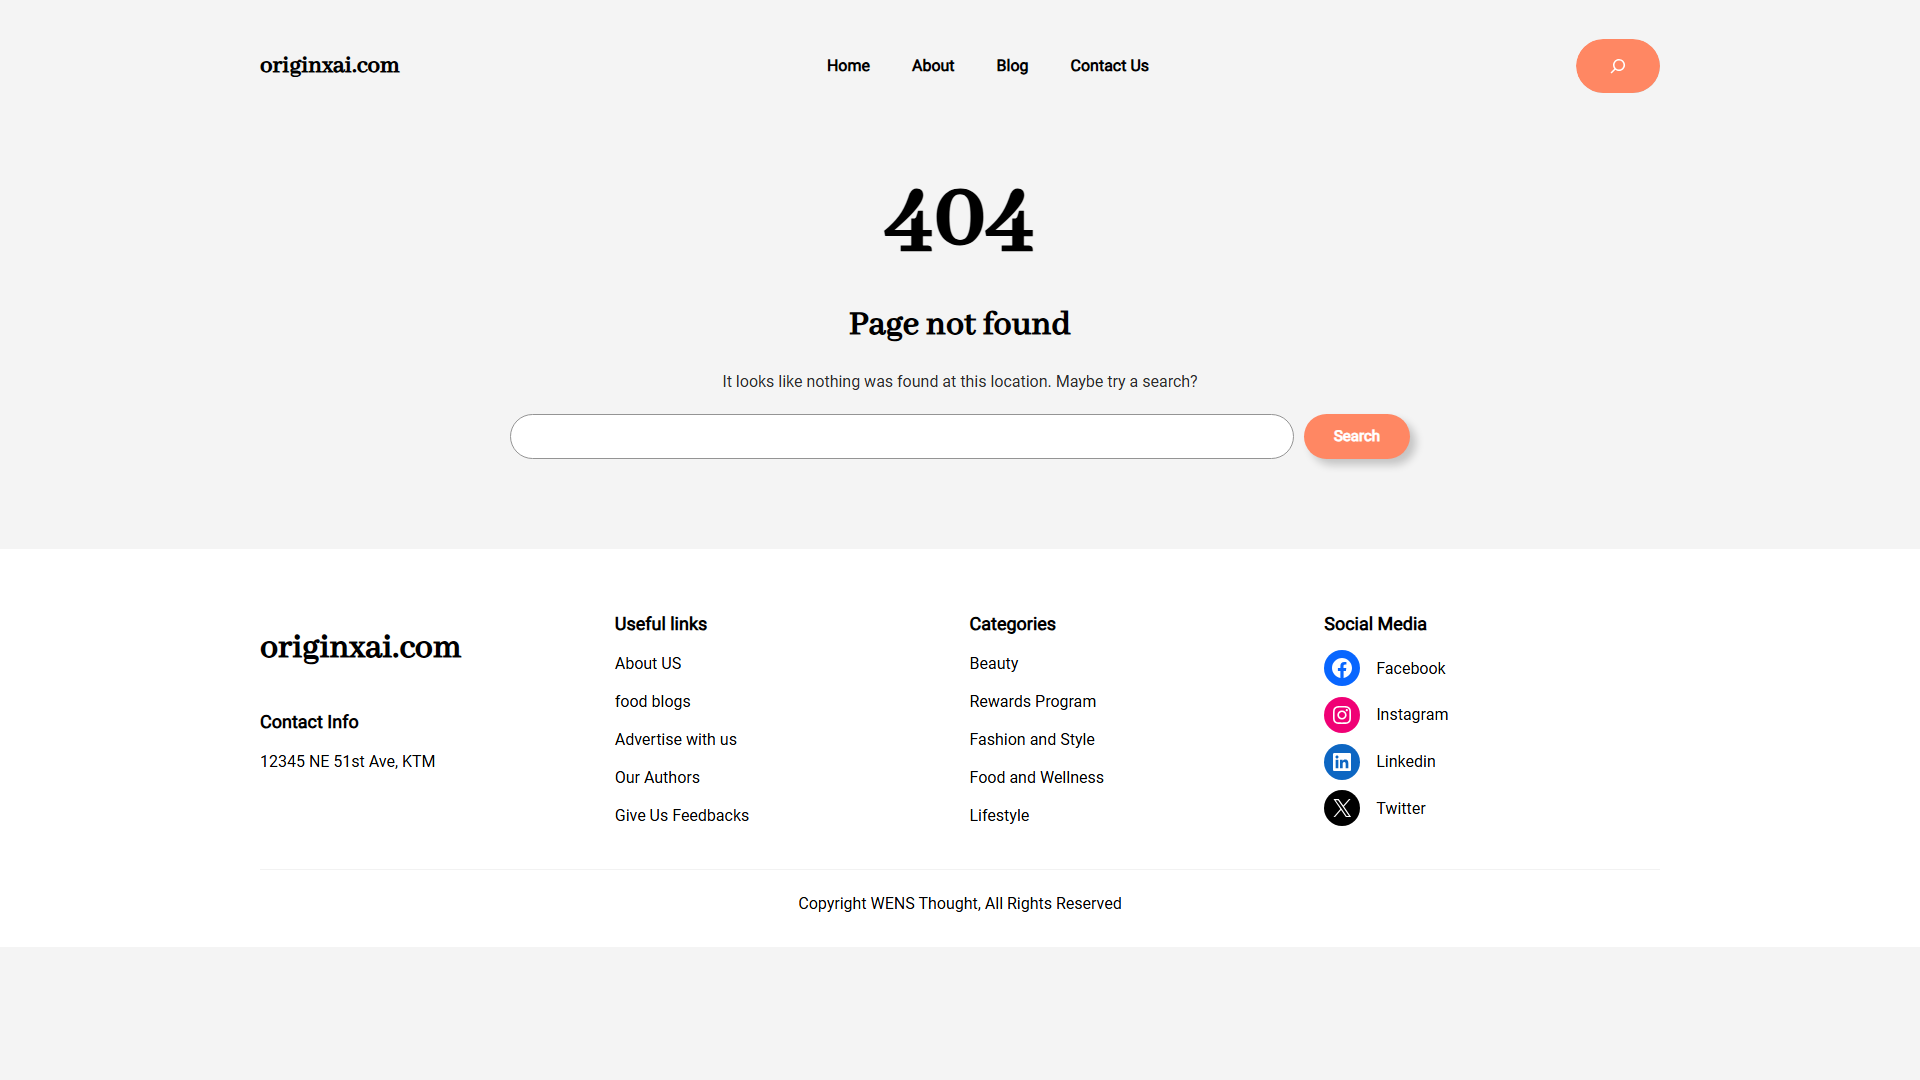 originxai.com
Home
About
Blog
Contact Us
404
Page not found
It looks like nothing was found at this location. Maybe try a search?
Search
originxai.com
Contact Info
12345 NE 51st Ave, KTM
Useful links
About US
food blogs
Advertise with us
Our Authors
Give Us Feedbacks
Categories
Beauty
Rewards Program
Fashion and Style
Food and Wellness
Lifestyle
Social Media
Facebook
Instagram
Linkedin
Twitter
Copyright WENS Thought, All Rights Reserved